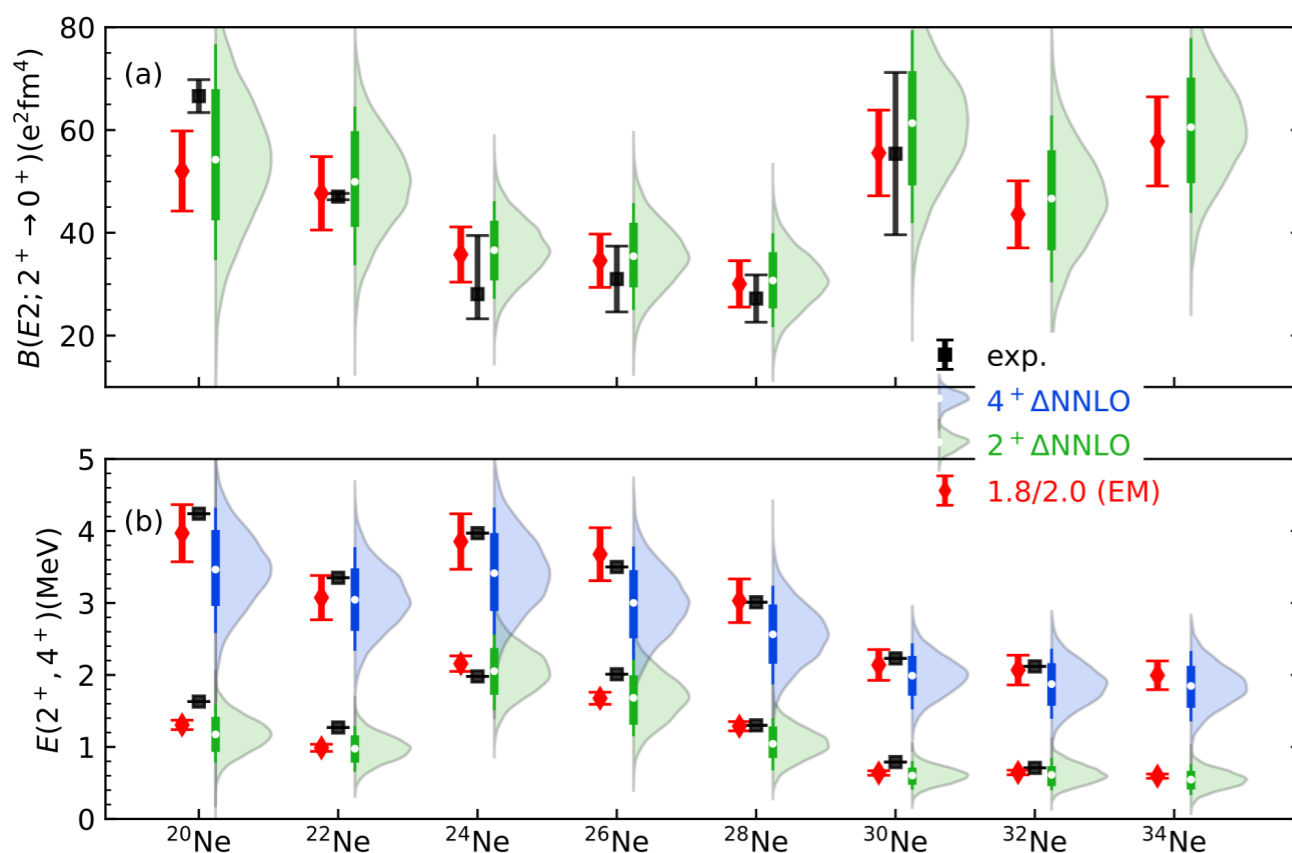 80
(a)
60
40
20
B(E2; 2⁺ → 0⁺)(e²fm⁴)
exp.
4⁺ ΔNNLO
2⁺ ΔNNLO
1.8/2.0 (EM)
5
(b)
4
3
2
1
0
E(2⁺, 4⁺)(MeV)
²⁰Ne ²²Ne ²⁴Ne ²⁶Ne ²⁸Ne ³⁰Ne ³²Ne ³⁴Ne